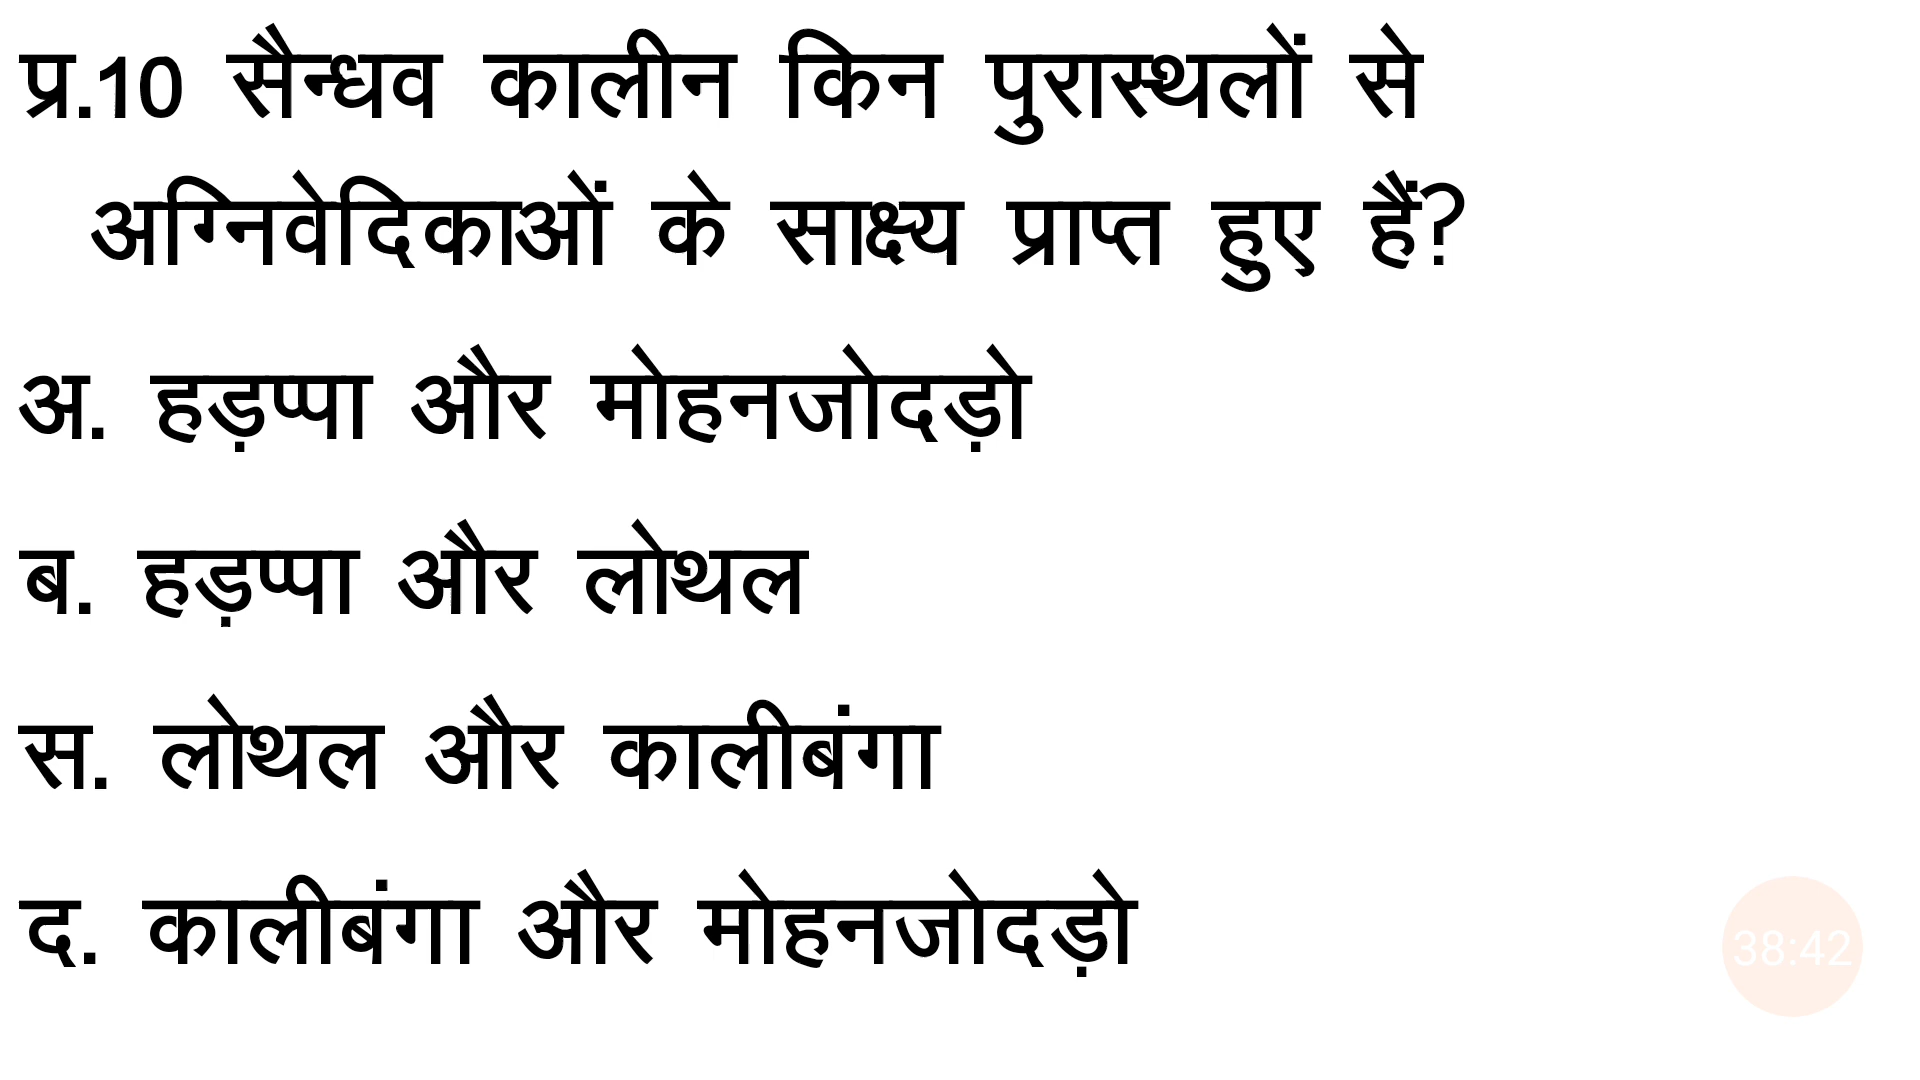 प्र.10 सैन्धव कालीन किन पुरास्थलों से
अग्निवेदिकाओं के साक्ष्य प्राप्त हुए हैं?
अ. हड़प्पा और मोहनजोदड़ो
ब. हड़प्पा और लोथल
स. लोथल और कालीबंगा
द. कालीबंगा और मोहनजोदड़ो
38:42